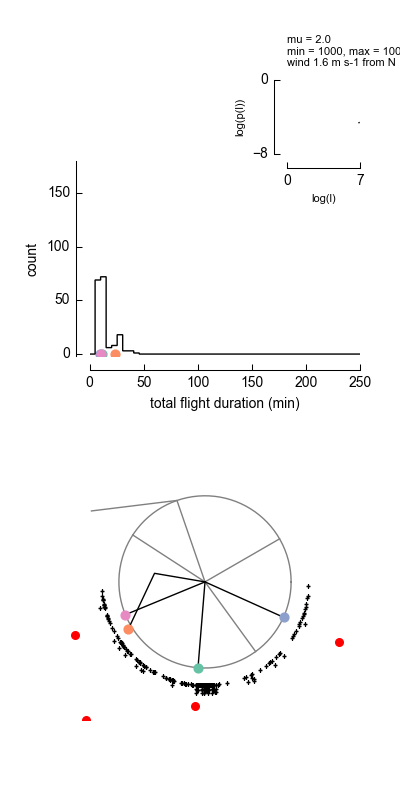 mu = 2.0
min = 1000, max = 100
wind 1.6 m s-1 from N
0
log(p(l))
−8
0 7
log(l)
150
100
count
50
0
0 50 100 150 200 250
total flight duration (min)